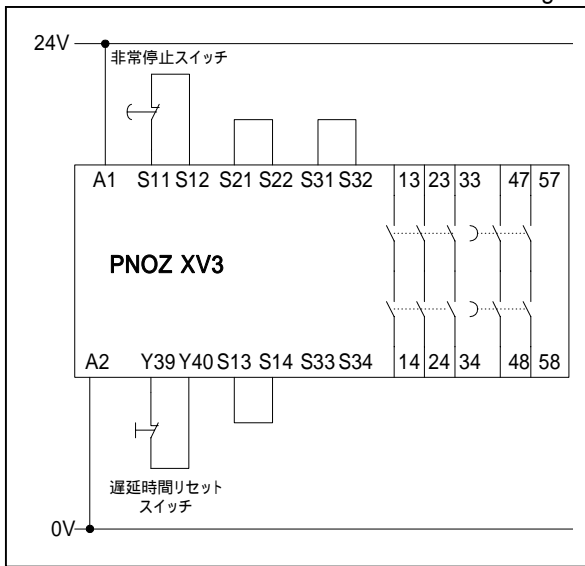 24V
非常停止スイッチ
A1 S11 S12 S21 S22 S31 S32 13 23 33 47 57
PNOZ XV3
A2 Y39 Y40 S13 S14 S33 S34 14 24 34 48 58
遅延時間リセット
スイッチ
0V